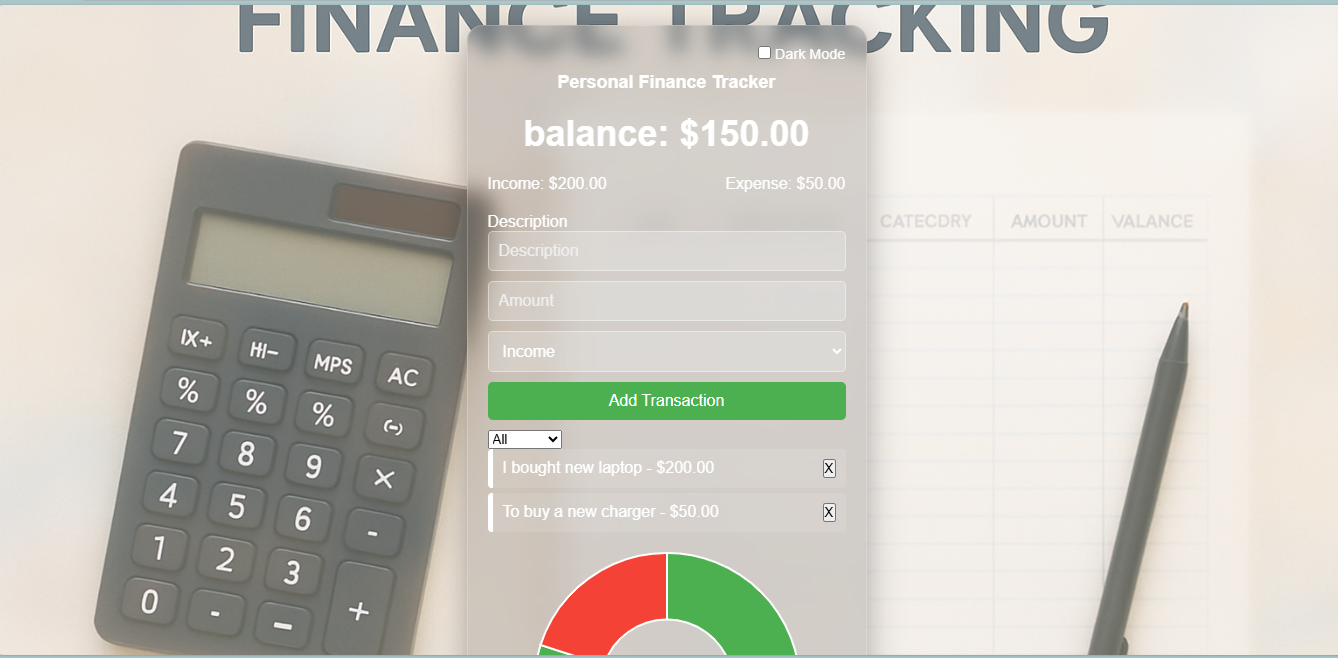 FINANCE TRACKING
Dark Mode
Personal Finance Tracker
balance: $150.00
Income: $200.00 Expense: $50.00
Description
Description
Amount
Income
Add Transaction
All
I bought new laptop - $200.00 X
To buy a new charger - $50.00 X
CATECDRY AMOUNT VALANCE
IX+ HI− MPS AC
% % % (-)
7 8 9 ×
4 5 6 -
1 2 3 +
0 - −